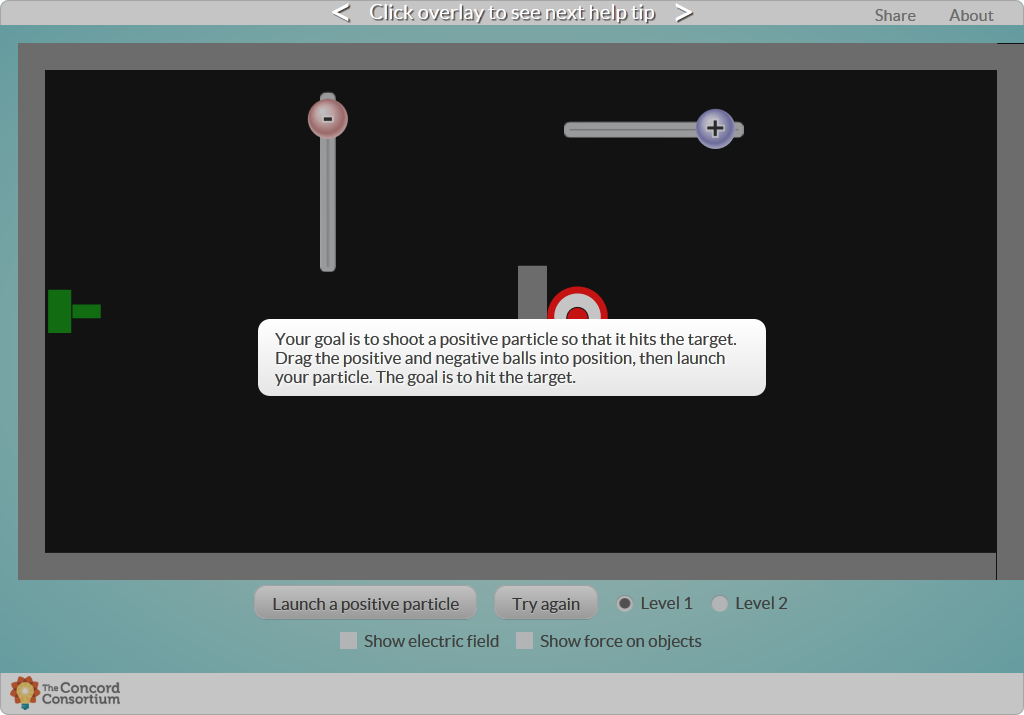 < Click overlay to see next help tip >
Share About
-
+
Your goal is to shoot a positive particle so that it hits the target.
Drag the positive and negative balls into position, then launch
your particle. The goal is to hit the target.
Launch a positive particle Try again Level 1 Level 2
Show electric field Show force on objects
The Concord
Consortium